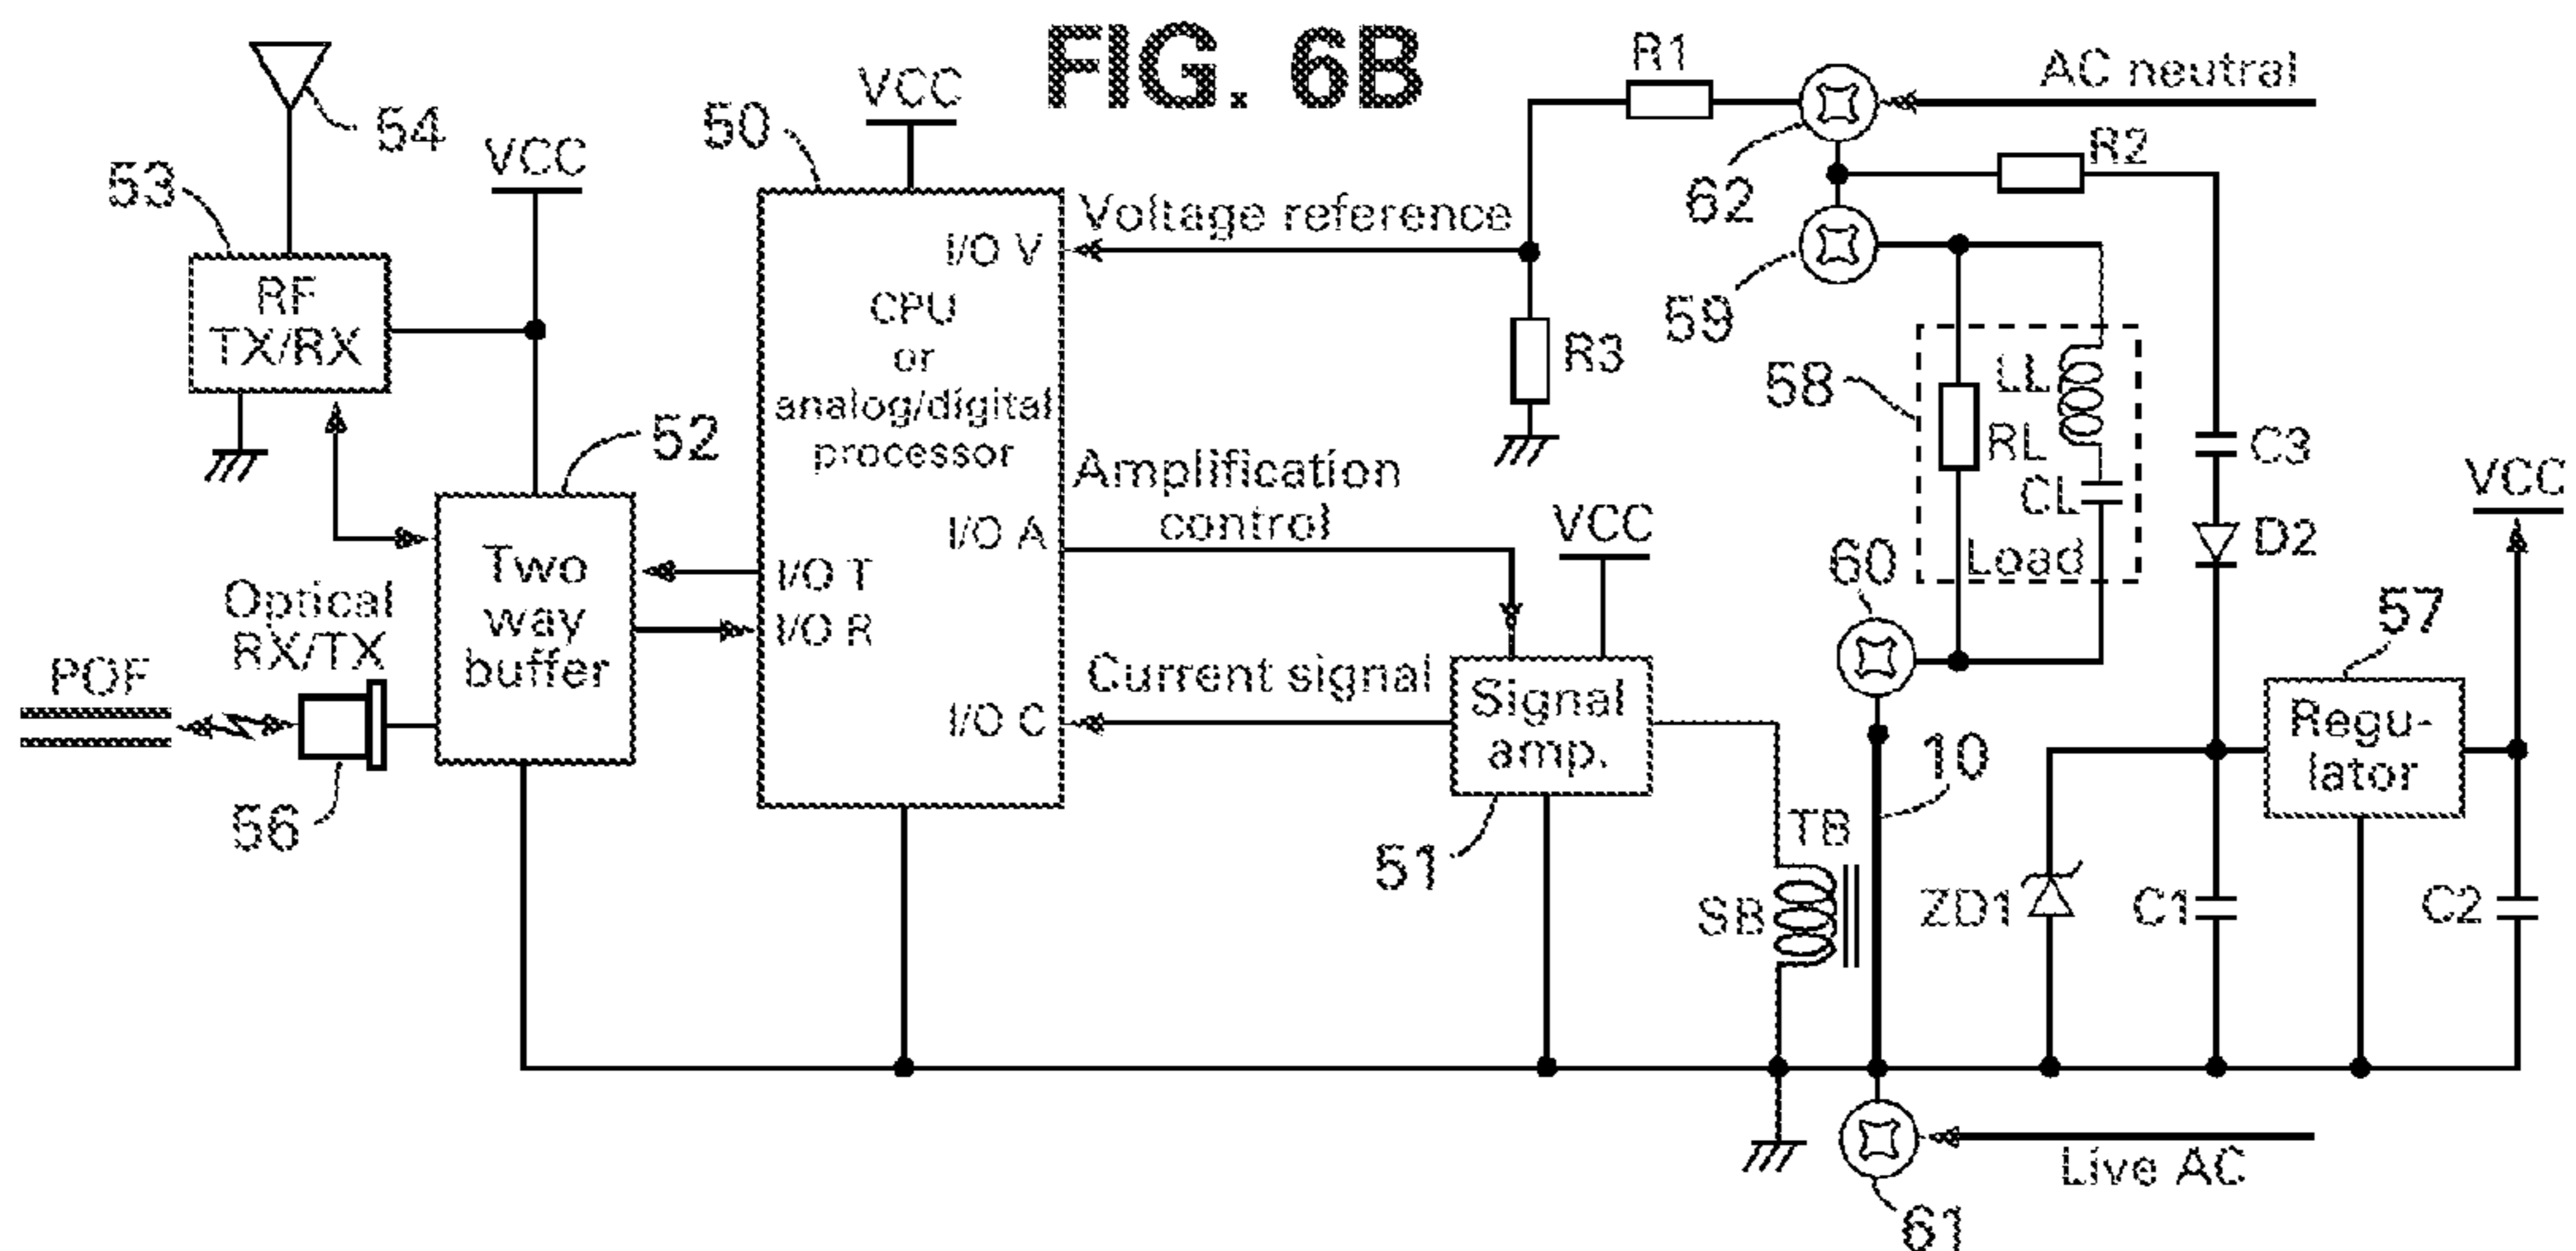 FIG. 6B
R1
AC neutral
54
VCC
50
VCC
53
R2
62
Voltage reference
I/O V
RF
TX/RX
CPU
or
analog/digital
processor
59
R3
58
LL
RL
CL
Load
C3
D2
VCC
52
Amplification
control
I/O A
VCC
60
57
Two
way
buffer
I/O T
I/O R
Optical
RX/TX
POF
56
Current signal
I/O C
Signal
amp.
51
10
Regu-
lator
TB
SB
ZD1
C1
C2
Live AC
61